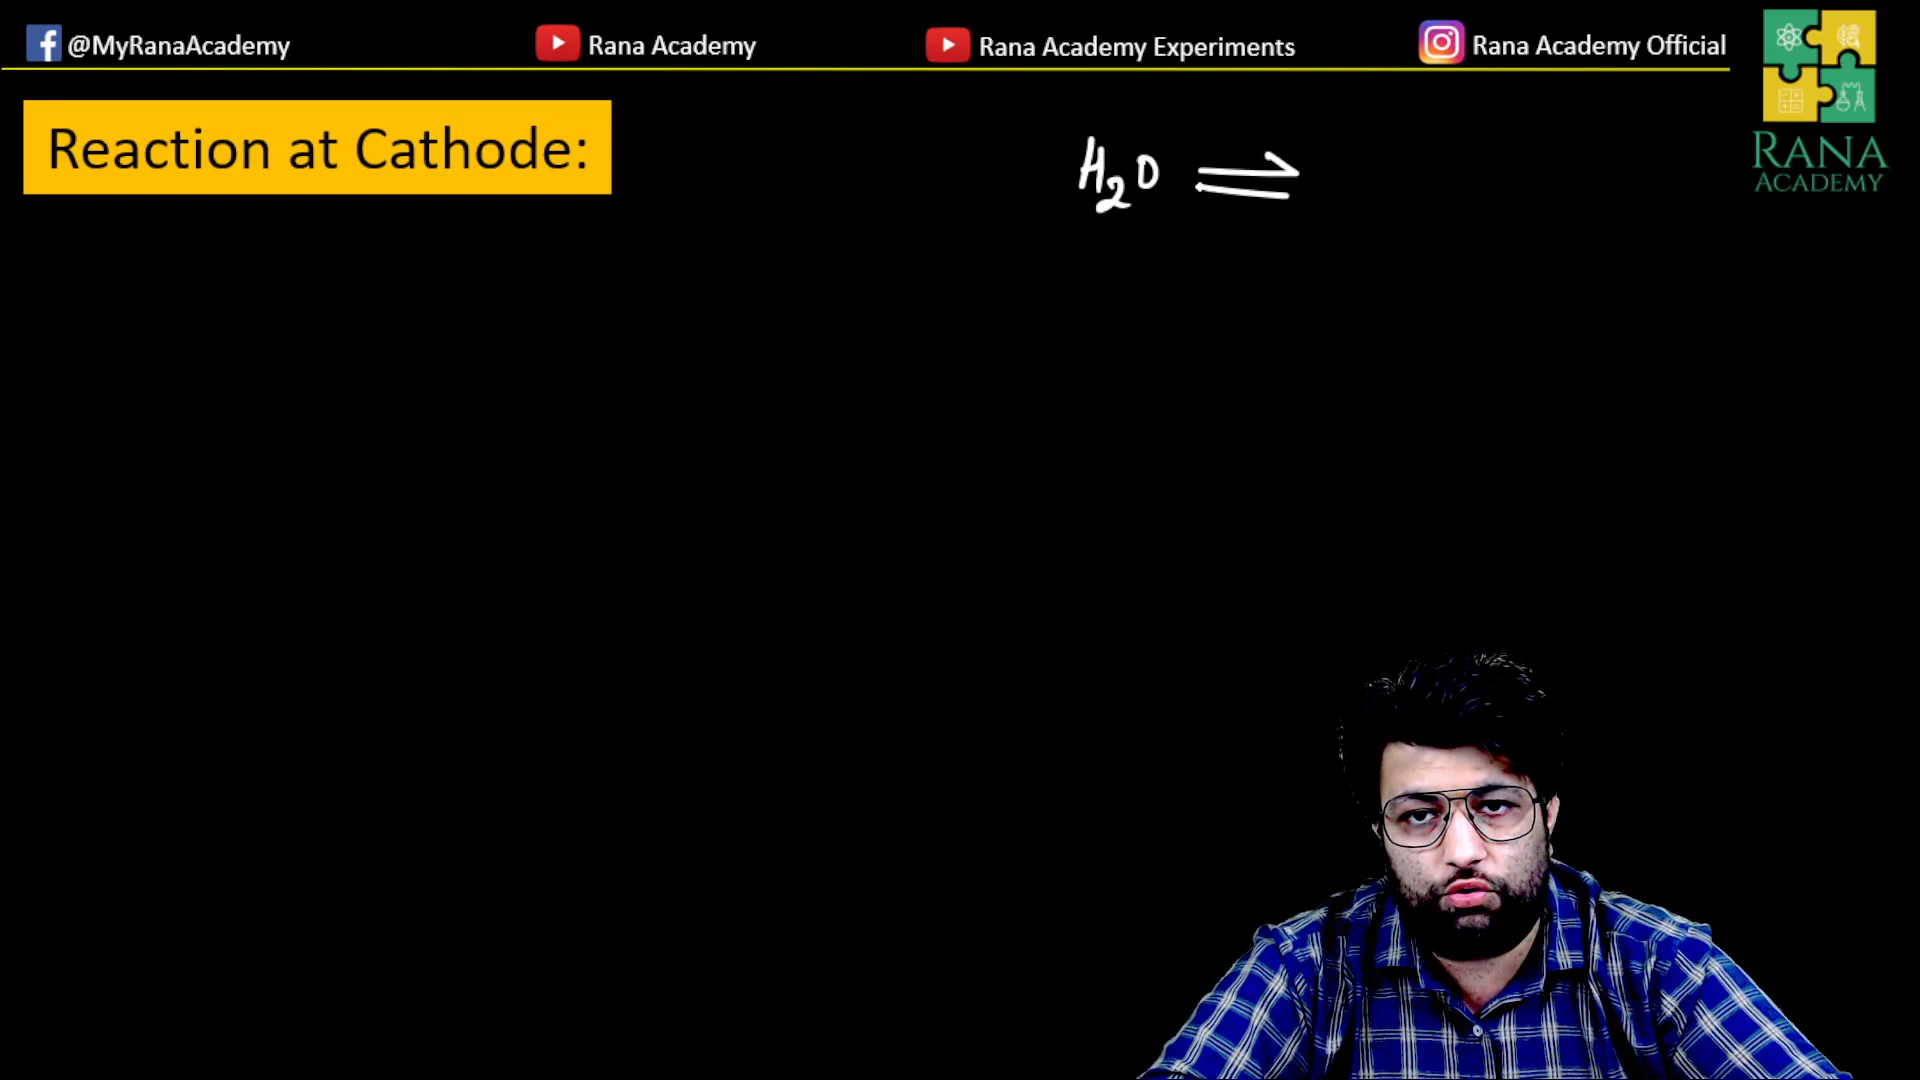 @MyRanaAcademy
Rana Academy
Rana Academy Experiments
Rana Academy Official
RANA
ACADEMY
Reaction at Cathode:
H₂O ⇌